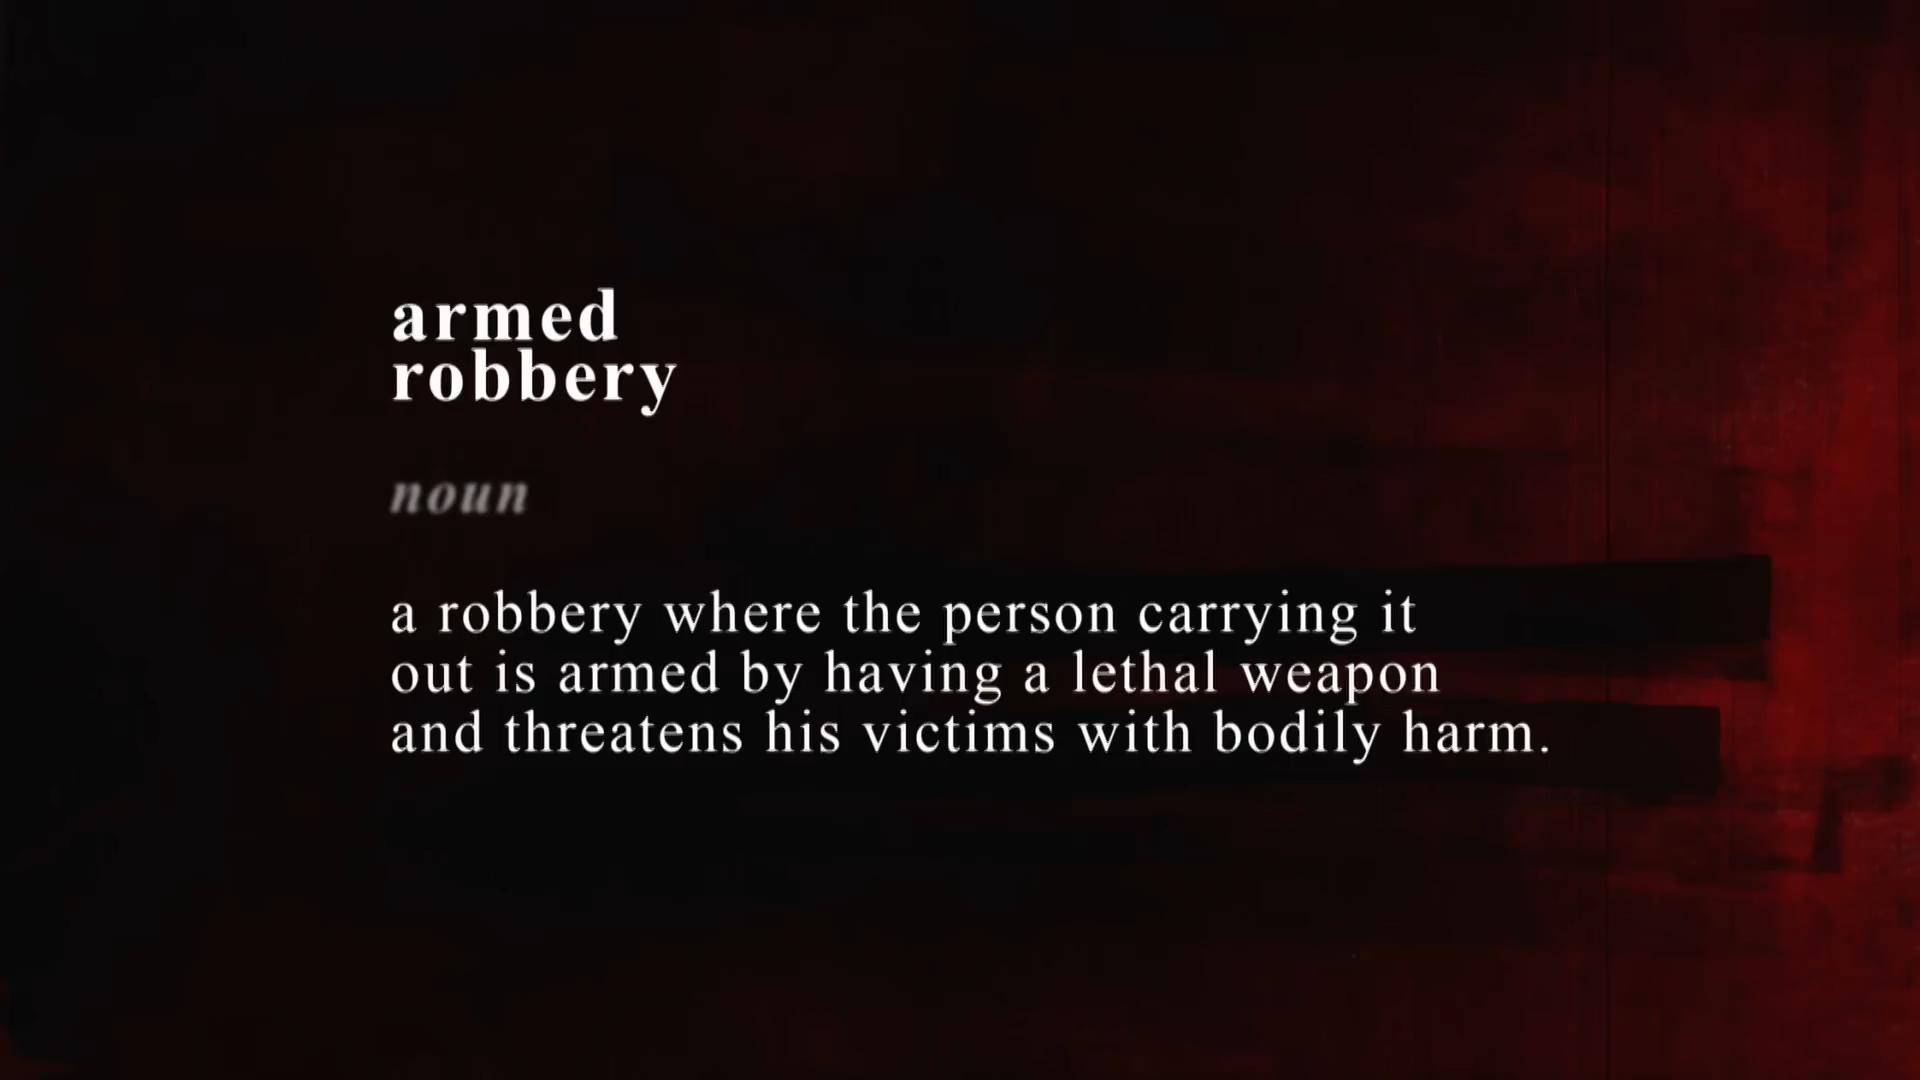 armed
robbery
noun
a robbery where the person carrying it
out is armed by having a lethal weapon
and threatens his victims with bodily harm.